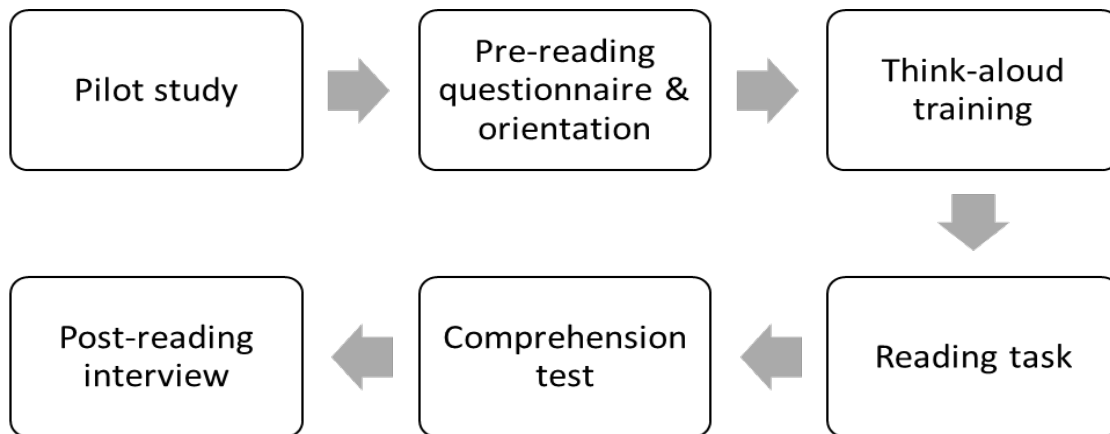 Pilot study
Pre-reading
questionnaire &
orientation
Think-aloud
training
Reading task
Comprehension
test
Post-reading
interview